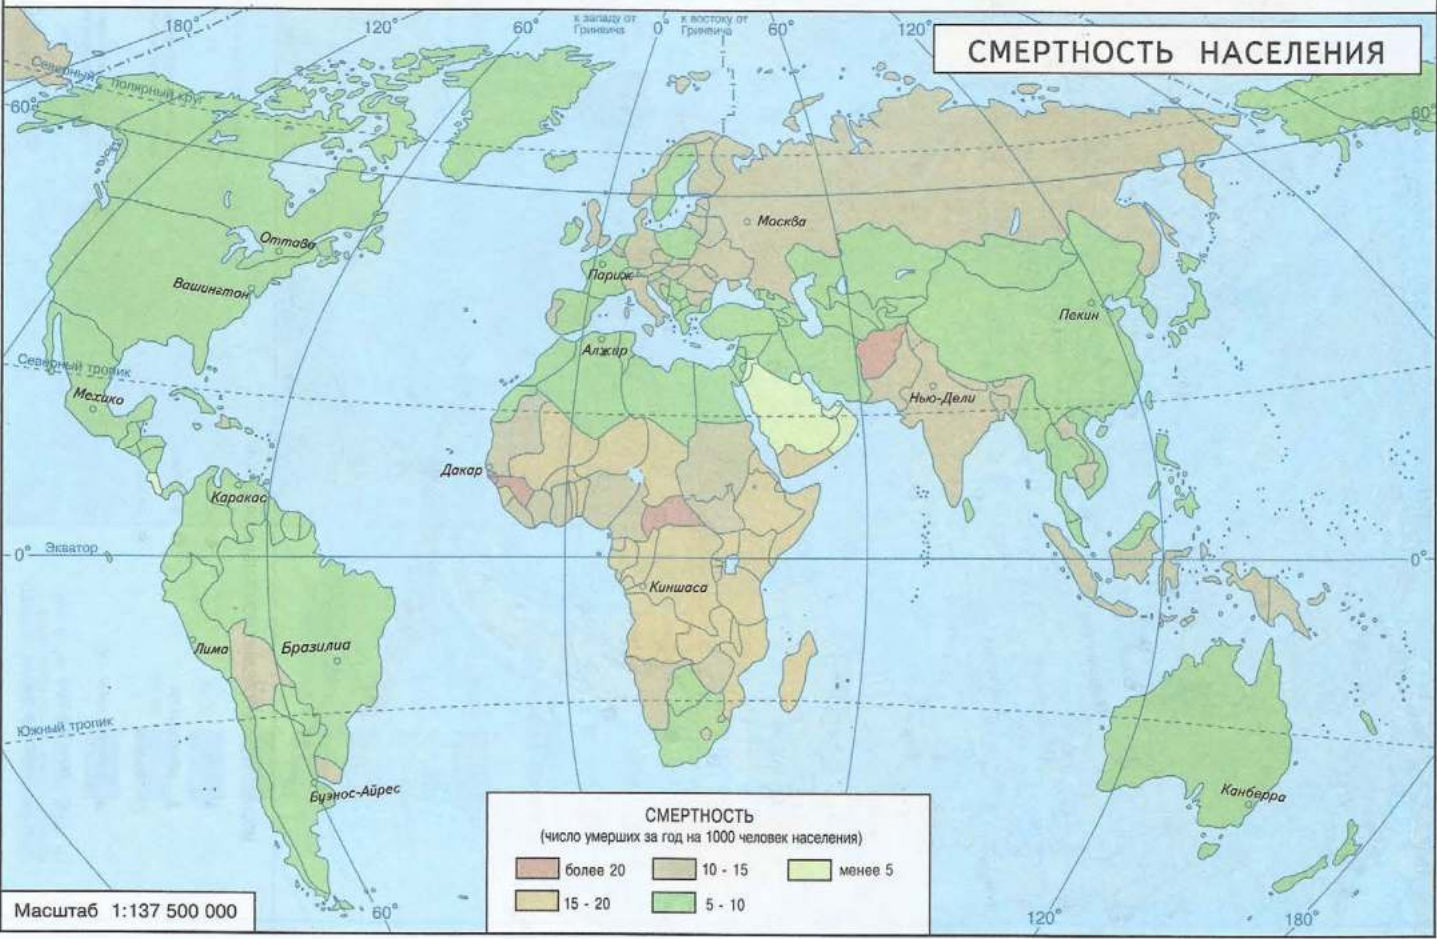 180°
120°
60°
к западу от
Гринвича
0°
к востоку от
Гринвича
60°
120°
СМЕРТНОСТЬ НАСЕЛЕНИЯ
Северный полярный круг
60°
60°
Москва
Оттава
Вашингтон
Париж
Пекин
Алжир
Северный тропик
Мехико
Нью-Дели
Дакар
Каракас
0°
Экватор
0°
Киншаса
Лима
Бразилиа
Южный тропик
Буэнос-Айрес
Канберра
СМЕРТНОСТЬ
(число умерших за год на 1000 человек населения)
более 20
10 - 15
менее 5
15 - 20
5 - 10
Масштаб 1:137 500 000
60°
120°
180°